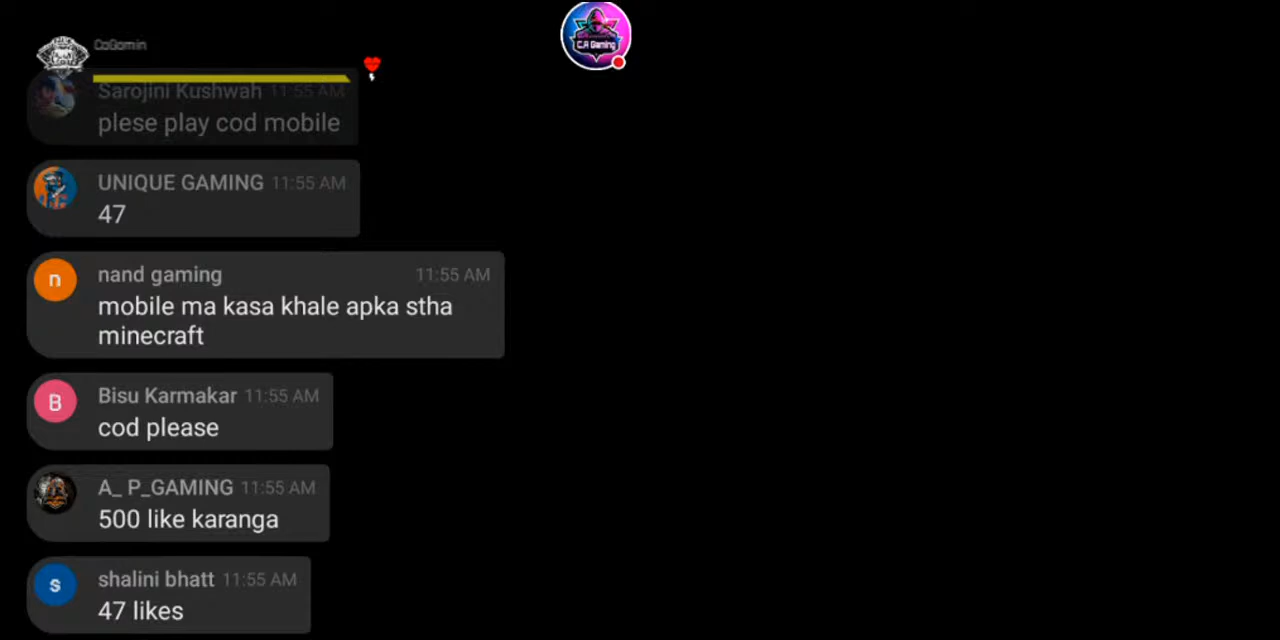 CoGamin
C.A Gaming
Sarojini Kushwah 11:55 AM
plese play cod mobile
UNIQUE GAMING 11:55 AM
47
n
nand gaming 11:55 AM
mobile ma kasa khale apka stha
minecraft
B
Bisu Karmakar 11:55 AM
cod please
A_ P_GAMING 11:55 AM
500 like karanga
s
shalini bhatt 11:55 AM
47 likes